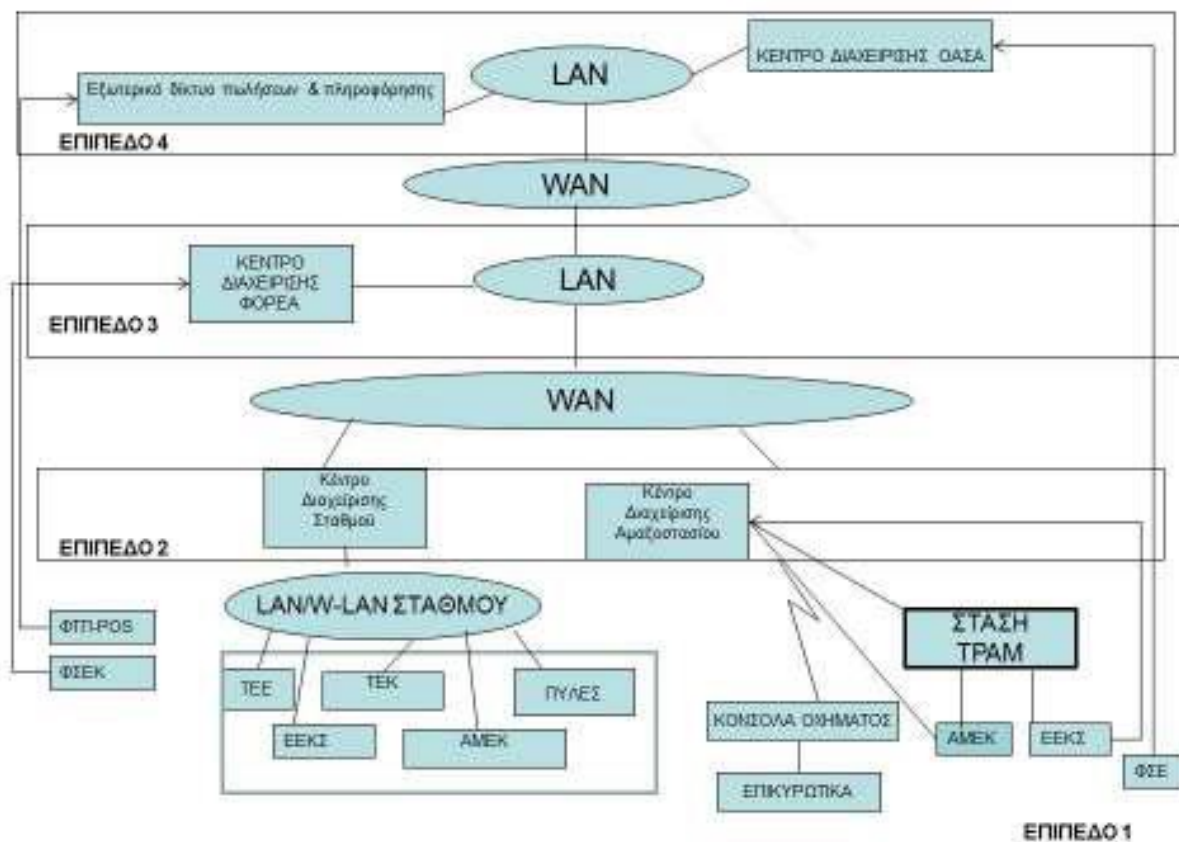 LAN
ΚΕΝΤΡΟ ΔΙΑΧΕΙΡΙΣΗΣ ΟΑΣΑ
Εξωτερικό δίκτυο πωλήσεων & πληροφόρησης
ΕΠΙΠΕΔΟ 4
WAN
ΚΕΝΤΡΟ
ΔΙΑΧΕΙΡΙΣΗΣ
ΦΟΡΕΑ
LAN
ΕΠΙΠΕΔΟ 3
WAN
Κέντρο
Διαχείρισης
Σταθμού
Κέντρο
Διαχείρισης
Αμαξοστασίου
ΕΠΙΠΕΔΟ 2
LAN/W-LAN ΣΤΑΘΜΟΥ
ΦΠΠ-POS
ΦΣΕΚ
ΤΕΕ
ΤΕΚ
ΠΥΛΕΣ
ΕΕΚΣ
ΑΜΕΚ
ΣΤΑΣΗ
ΤΡΑΜ
ΚΟΝΣΟΛΑ ΟΧΗΜΑΤΟΣ
ΑΜΕΚ
ΕΕΚΣ
ΕΠΙΚΥΡΩΤΙΚΑ
ΦΣΕ
ΕΠΙΠΕΔΟ 1